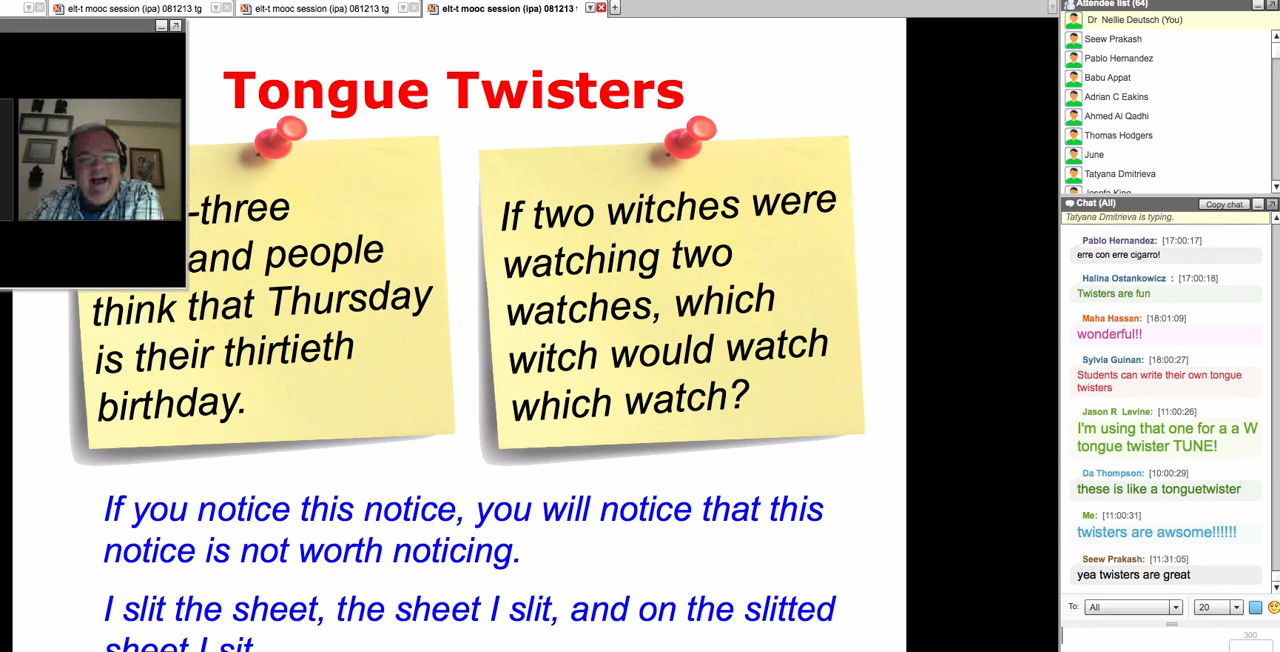 elt-t mooc session (ipa) 081213 tg
elt-t mooc session (ipa) 081213 tg
elt-t mooc session (ipa) 081213
Tongue Twisters
-three
and people
think that Thursday
is their thirtieth
birthday.
If two witches were
watching two
watches, which
witch would watch
which watch?
If you notice this notice, you will notice that this
notice is not worth noticing.
I slit the sheet, the sheet I slit, and on the slitted
sheet I sit
Attendee list (64)
Dr Nellie Deutsch (You)
Seew Prakash
Pablo Hernandez
Babu Appat
Adrian C Eakins
Ahmed Al Qadhi
Thomas Hodgers
June
Tatyana Dmitrieva
King
Chat (All)
Copy chat
Tatyana Dmitrieva is typing.
Pablo Hernandez: [17:00:17]
erre con erre cigarro!
Halina Ostankowicz : [17:00:18]
Twisters are fun
Maha Hassan: [18:01:09]
wonderful!!
Sylvia Guinan: [18:00:27]
Students can write their own tongue
twisters
Jason R Levine: [11:00:26]
I'm using that one for a a W
tongue twister TUNE!
Da Thompson: [10:00:29]
these is like a tonguetwister
Me: [11:00:31]
twisters are awsome!!!!!!
Seew Prakash: [11:31:05]
yea twisters are great
To:
All
20
300